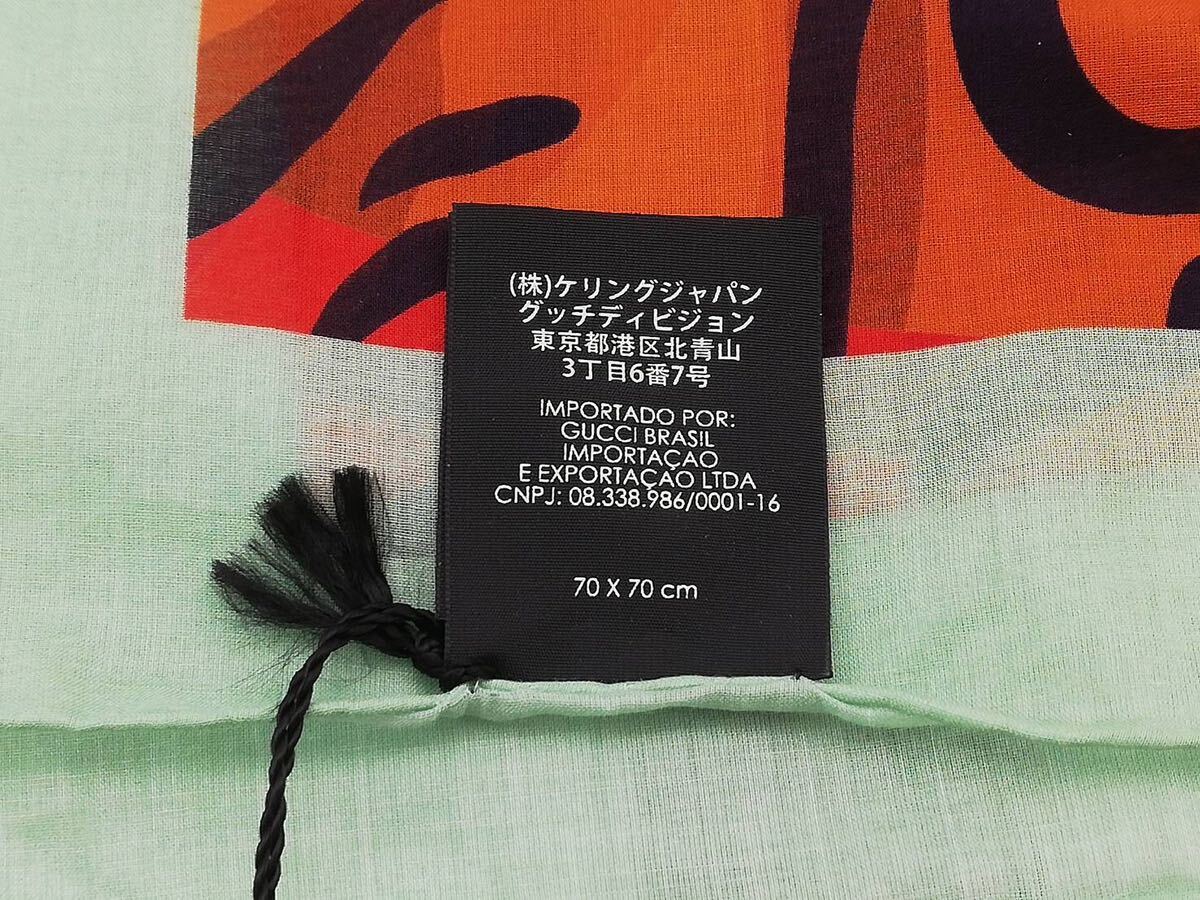 (株)ケリングジャパン
グッチディビジョン
東京都港区北青山
3丁目6番7号
IMPORTADO POR:
GUCCI BRASIL
IMPORTAÇAO
E EXPORTAÇAO LTDA
CNPJ: 08.338.986/0001-16
70 X 70 cm